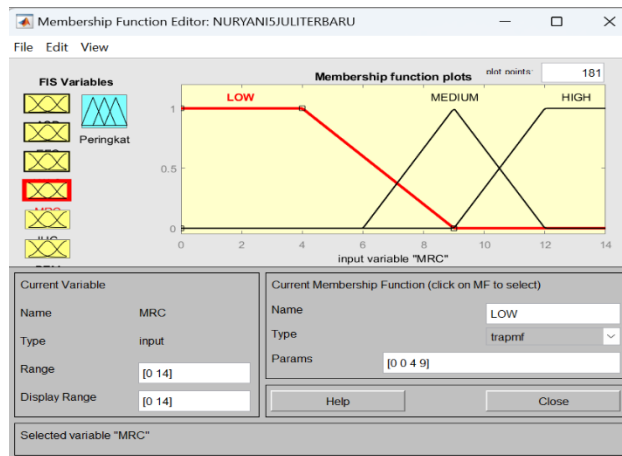 Membership Function Editor: NURYANI5JULITERBARU
File Edit View
FIS Variables
Peringkat
MRC
Membership function plots
plot points:
181
LOW
MEDIUM
HIGH
1
0.5
0
0 2 4 6 8 10 12 14
input variable "MRC"
Current Variable
Name MRC
Type input
Range [0 14]
Display Range [0 14]
Current Membership Function (click on MF to select)
Name LOW
Type trapmf
Params [0 0 4 9]
Help
Close
Selected variable "MRC"